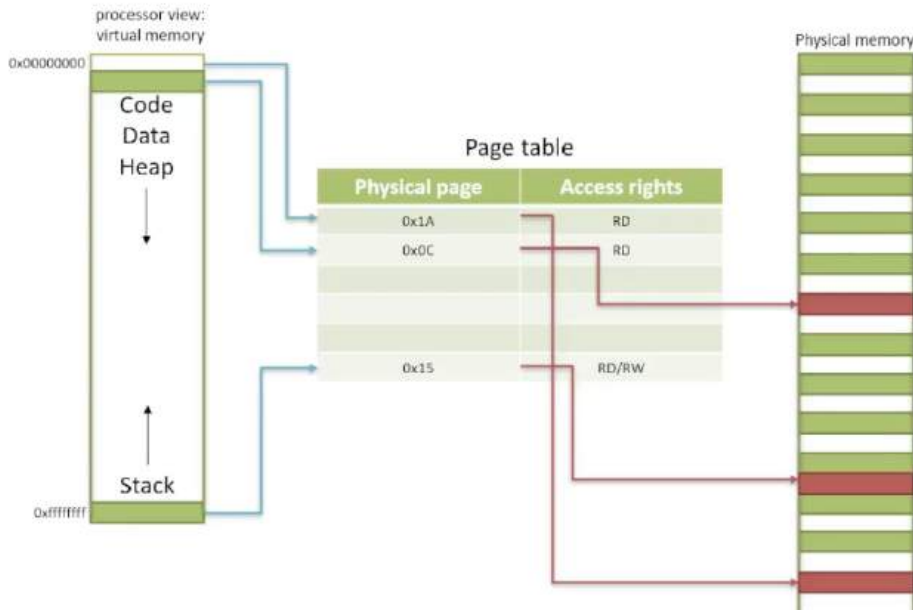 processor view:
virtual memory
0x00000000
Code
Data
Heap
Stack
0xffffffff
Page table
Physical page Access rights
0x1A RD
0x0C RD
0x15 RD/RW
Physical memory